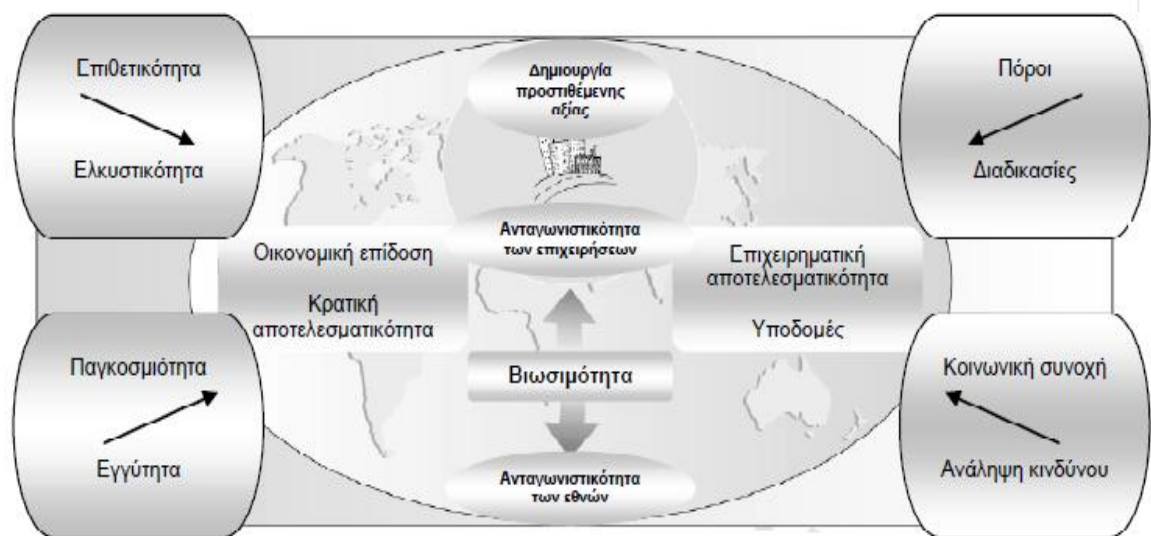 Επιθετικότητα
Ελκυστικότητα
Δημιουργία
προστιθέμενης
αξίας
Πόροι
Διαδικασίες
Ανταγωνιστικότητα
των επιχειρήσεων
Οικονομική επίδοση
Κρατική
αποτελεσματικότητα
Επιχειρηματική
αποτελεσματικότητα
Υποδομές
Βιωσιμότητα
Παγκοσμιότητα
Εγγύτητα
Κοινωνική συνοχή
Ανάληψη κινδύνου
Ανταγωνιστικότητα
των εθνών